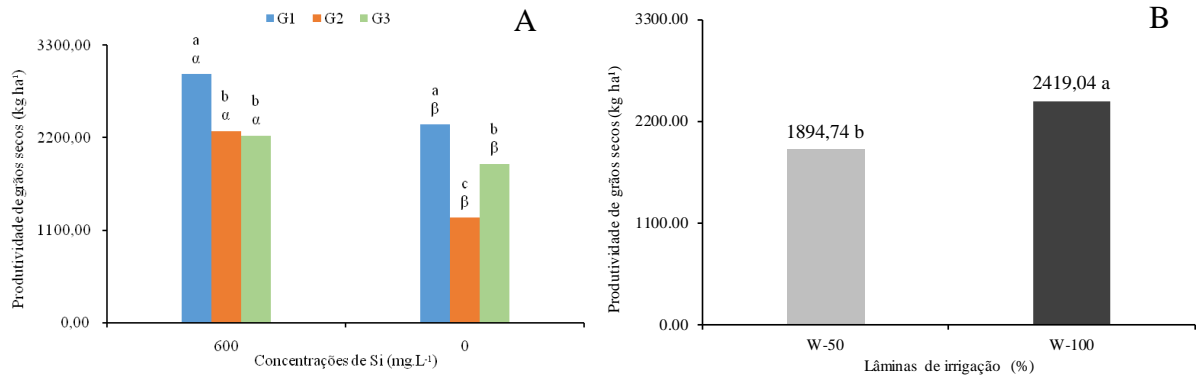 G1 G2 G3
A
Produtividade de grãos secos (kg ha¹)
3300,00
2200,00
1100,00
0,00
a b b
α α α
a c b
β β β
600 0
Concentrações de Si (mg.L-¹)
B
Produtividade de grãos secos (kg ha¹)
3300.00
2200.00
1100.00
0.00
1894,74 b
2419,04 a
W-50 W-100
Lâminas de irrigação (%)